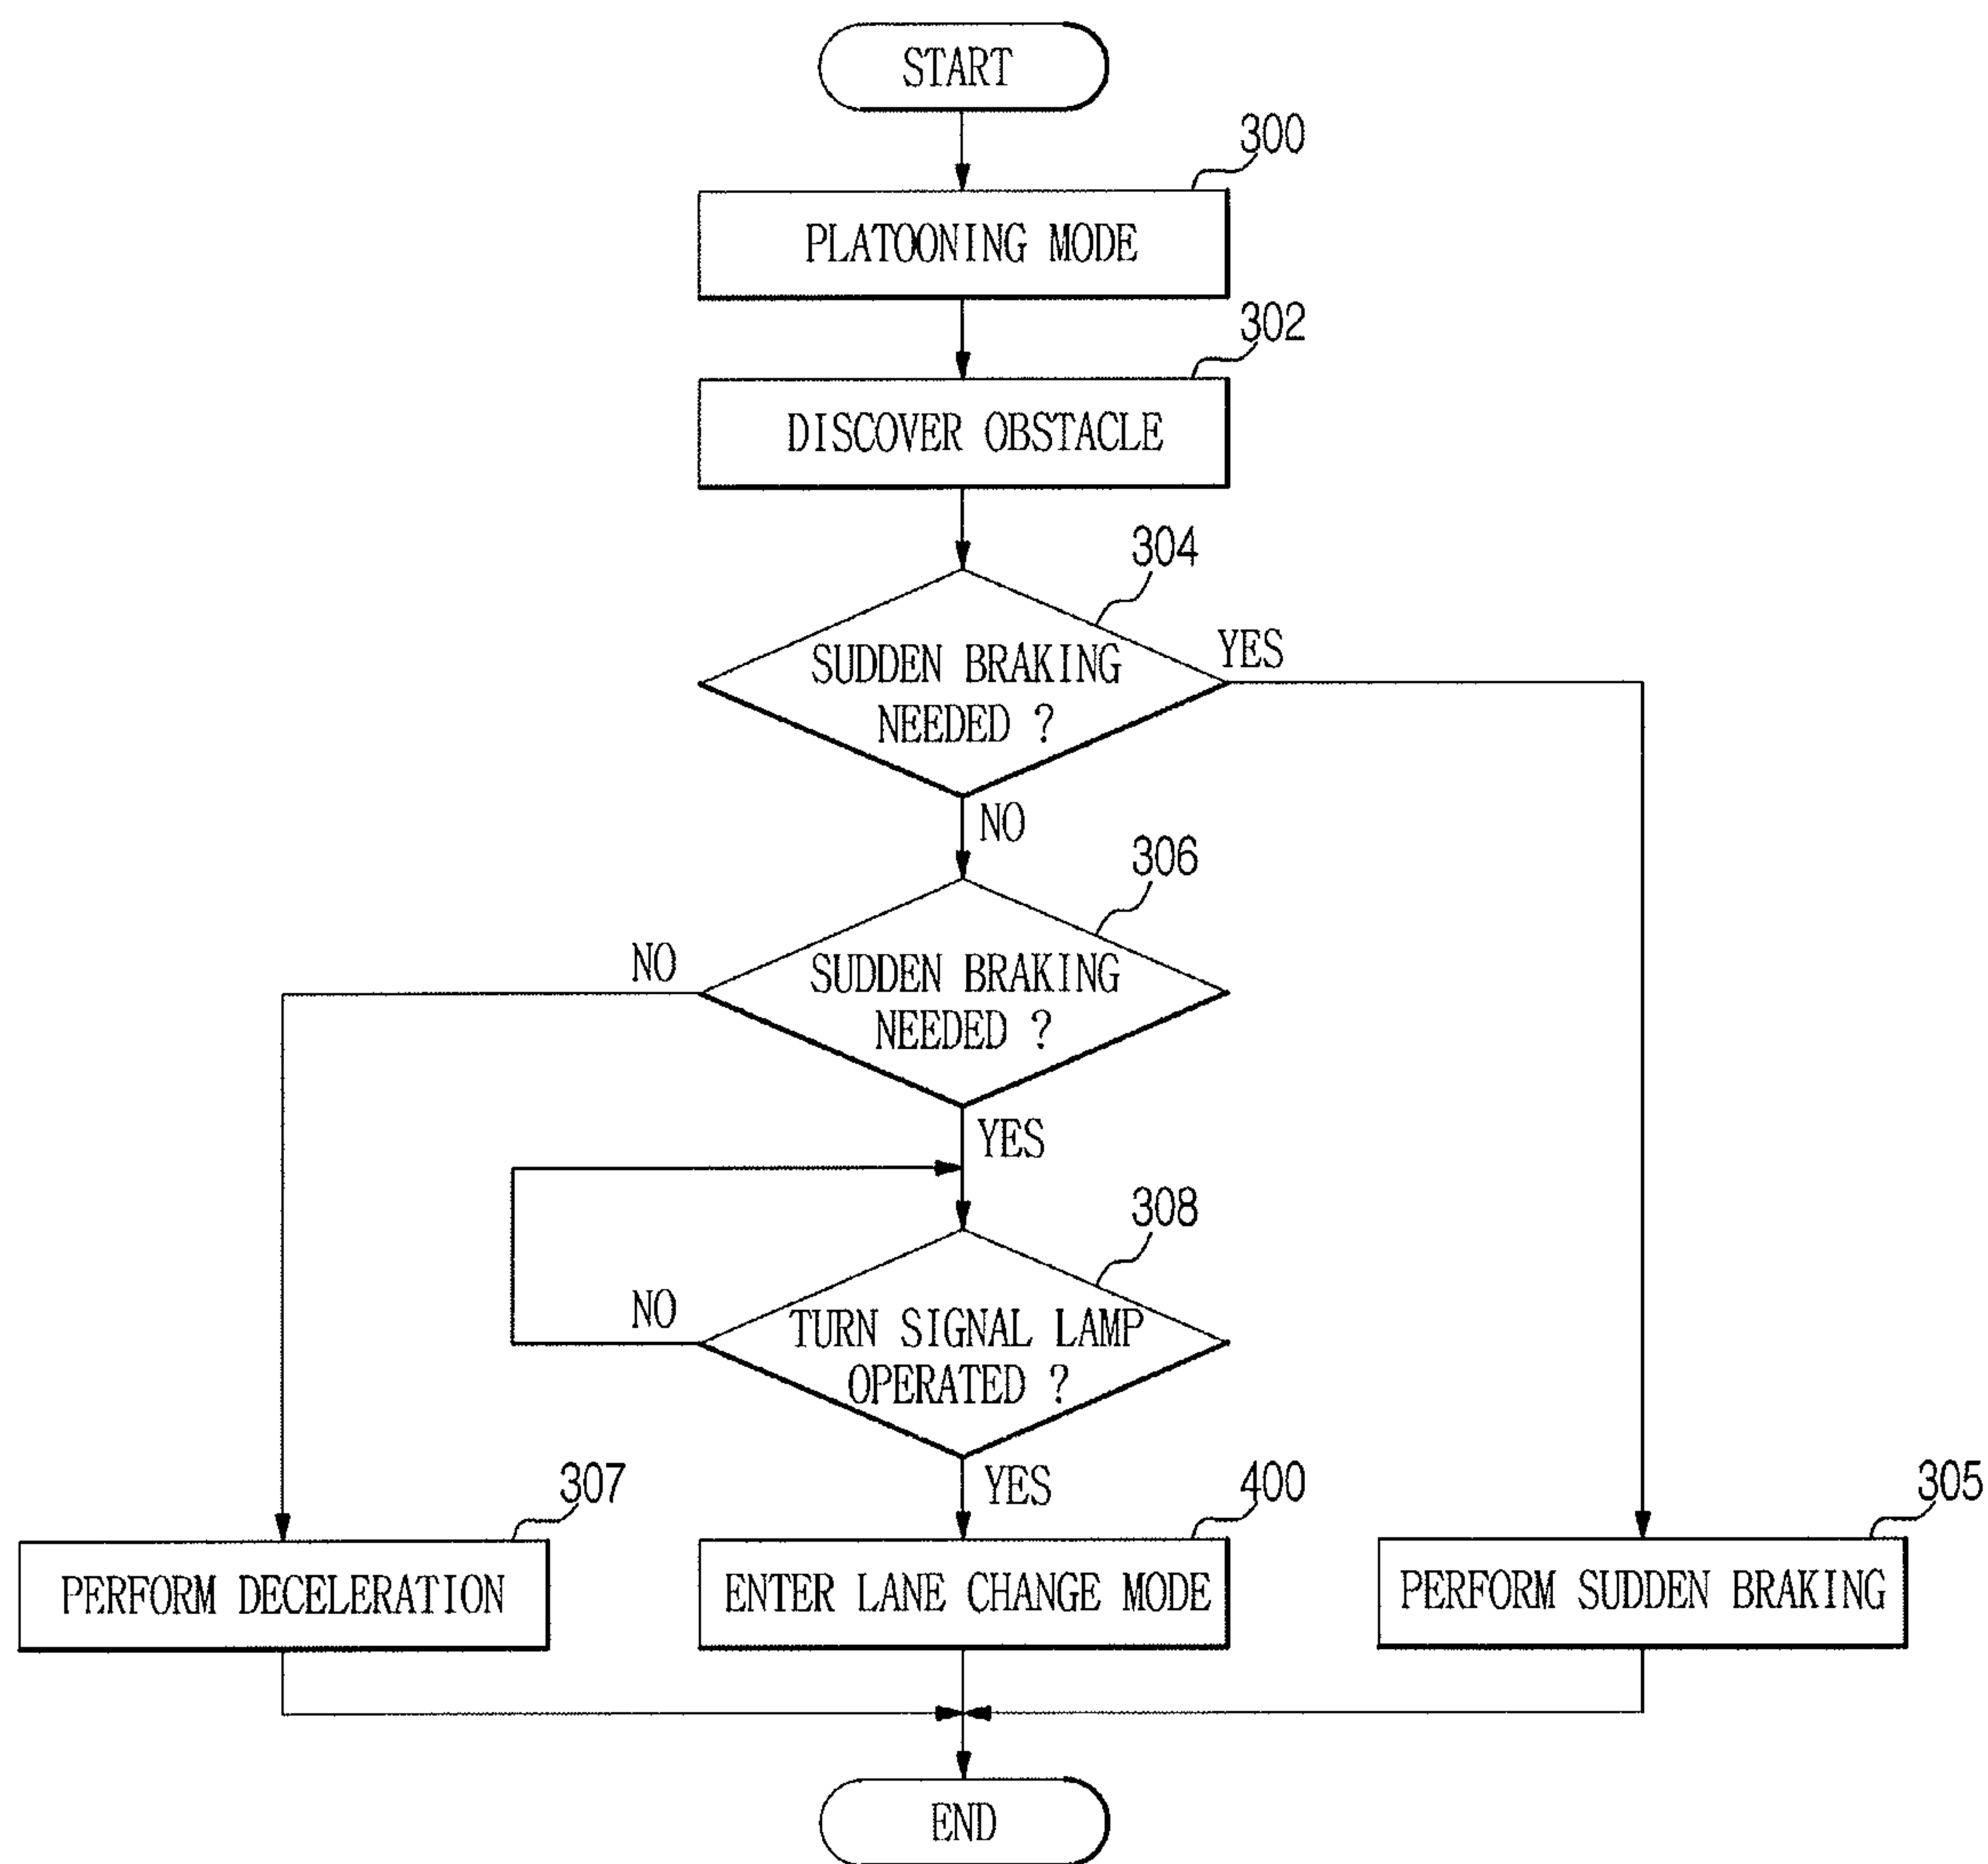 START
300
PLATOONING MODE
302
DISCOVER OBSTACLE
304
SUDDEN BRAKING
NEEDED ?
YES
NO
306
SUDDEN BRAKING
NEEDED ?
NO
YES
308
TURN SIGNAL LAMP
OPERATED ?
NO
YES
307
PERFORM DECELERATION
400
ENTER LANE CHANGE MODE
305
PERFORM SUDDEN BRAKING
END